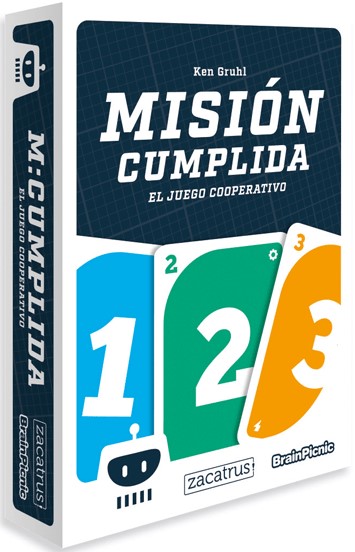 Ken Gruhl
MISIÓN
CUMPLIDA
EL JUEGO COOPERATIVO
1
2
2
3
3
zacatrus!
BrainPicnic
M:CUMPLIDA
EL JUEGO COOPERATIVO
zacatrus!
BrainPicnic